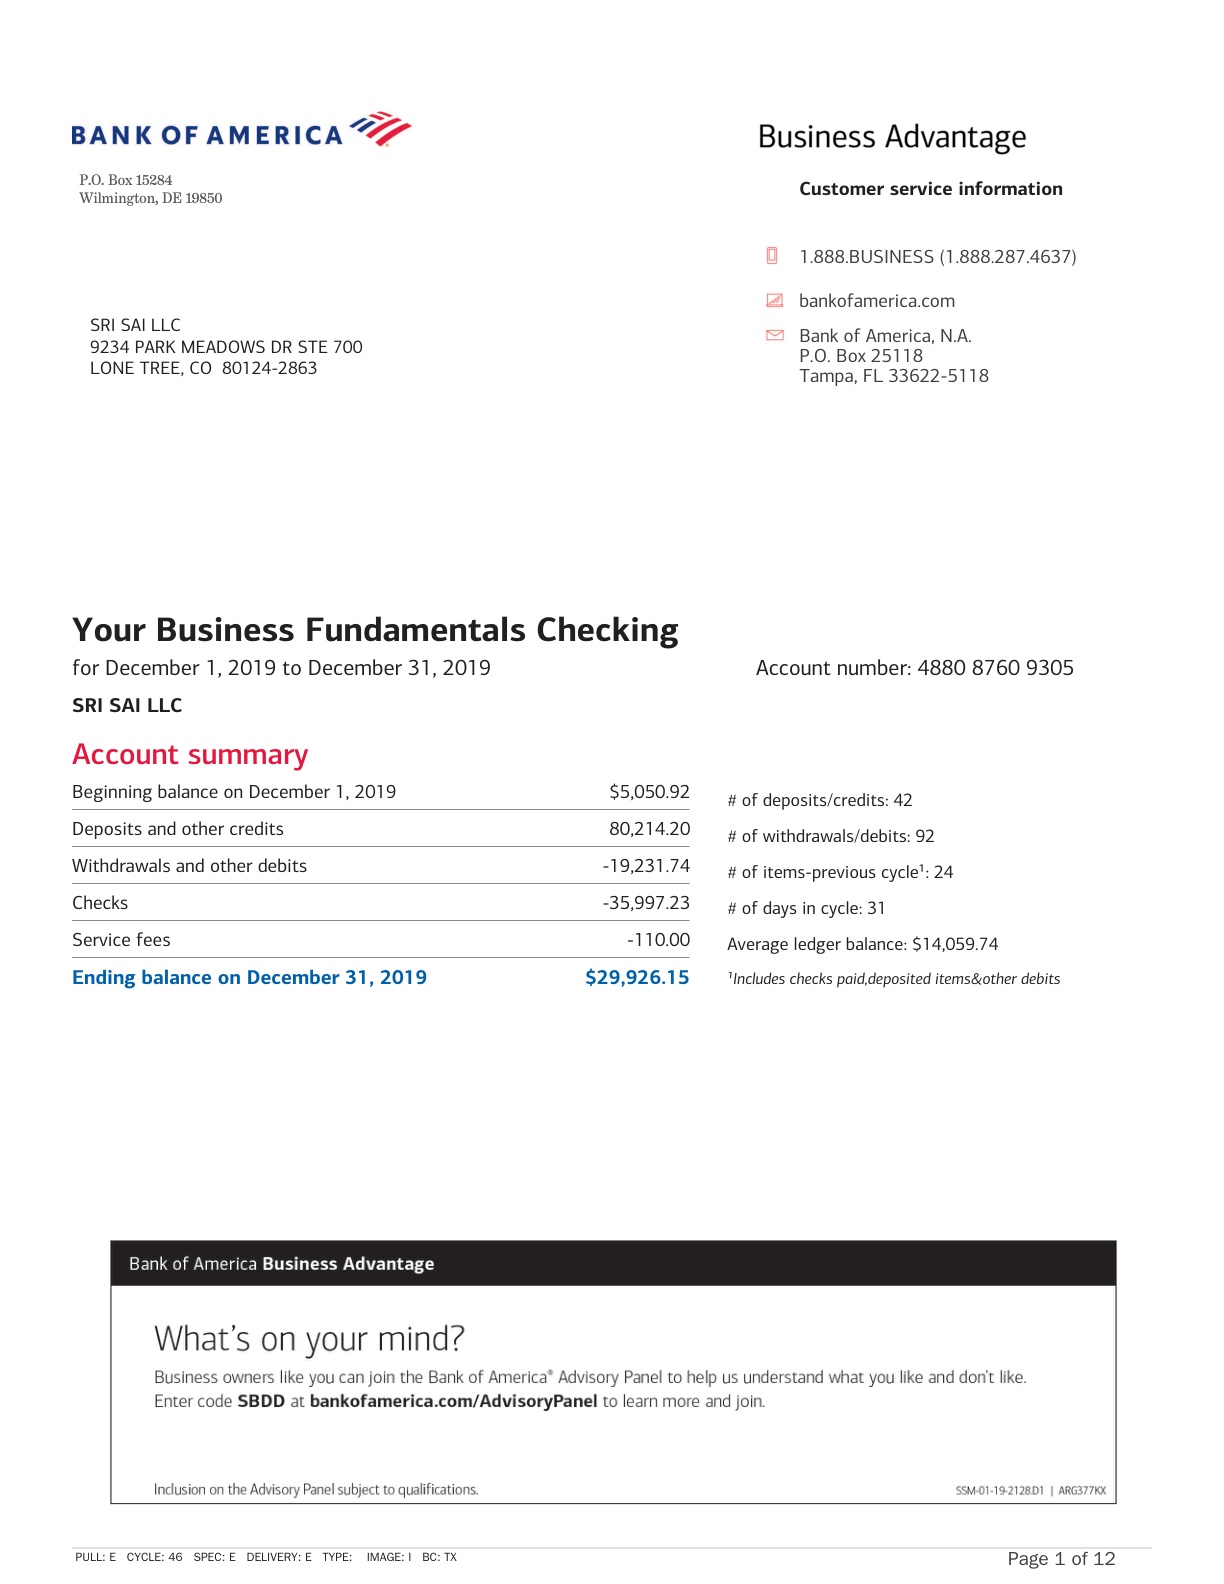 BANK OF AMERICA
Business Advantage
P.O. Box 15284
Wilmington, DE 19850
Customer service information
1.888.BUSINESS (1.888.287.4637)
bankofamerica.com
Bank of America, N.A.
P.O. Box 25118
Tampa, FL 33622-5118
SRI SAI LLC
9234 PARK MEADOWS DR STE 700
LONE TREE, CO  80124-2863
Your Business Fundamentals Checking
for December 1, 2019 to December 31, 2019 Account number: 4880 8760 9305
SRI SAI LLC
Account summary
Beginning balance on December 1, 2019 $5,050.92
Deposits and other credits 80,214.20
Withdrawals and other debits -19,231.74
Checks -35,997.23
Service fees -110.00
Ending balance on December 31, 2019 $29,926.15
# of deposits/credits: 42
# of withdrawals/debits: 92
# of items-previous cycle¹: 24
# of days in cycle: 31
Average ledger balance: $14,059.74
¹Includes checks paid,deposited items&other debits
Bank of America Business Advantage
What's on your mind?
Business owners like you can join the Bank of America® Advisory Panel to help us understand what you like and don't like.
Enter code SBDD at bankofamerica.com/AdvisoryPanel to learn more and join.
Inclusion on the Advisory Panel subject to qualifications. SSM-01-19-2128.D1 | ARG377KX
PULL: E CYCLE: 46 SPEC: E DELIVERY: E TYPE: IMAGE: I BC: TX Page 1 of 12